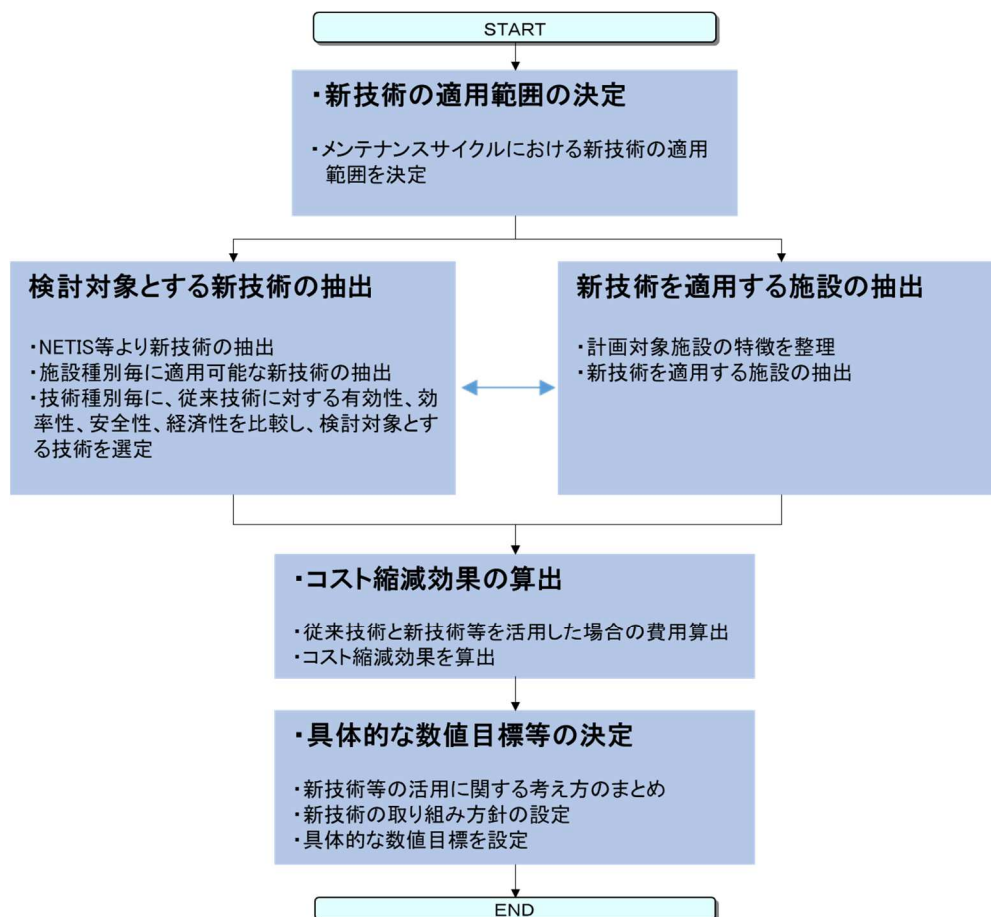 START
・新技術の適用範囲の決定
・メンテナンスサイクルにおける新技術の適用
範囲を決定
検討対象とする新技術の抽出
・NETIS等より新技術の抽出
・施設種別毎に適用可能な新技術の抽出
・技術種別毎に、従来技術に対する有効性、効
率性、安全性、経済性を比較し、検討対象とす
る技術を選定
新技術を適用する施設の抽出
・計画対象施設の特徴を整理
・新技術を適用する施設の抽出
・コスト縮減効果の算出
・従来技術と新技術等を活用した場合の費用算出
・コスト縮減効果を算出
・具体的な数値目標等の決定
・新技術等の活用に関する考え方のまとめ
・新技術の取り組み方針の設定
・具体的な数値目標を設定
END